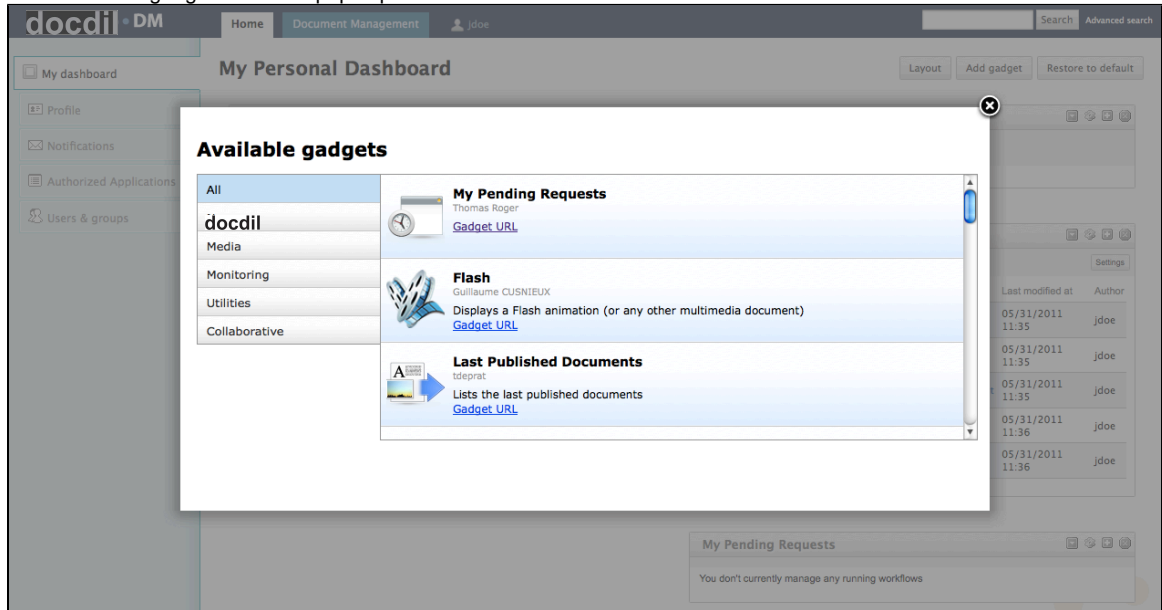 docdil DM
Home Document Management jdoe Search Advanced search
My dashboard
My Personal Dashboard
Layout Add gadget Restore to default
Profile
Notifications
Authorized Applications
Users & groups
Available gadgets
All
docdil
Media
Monitoring
Utilities
Collaborative
My Pending Requests
Thomas Roger
Gadget URL
Flash
Guillaume CUSNIEUX
Displays a Flash animation (or any other multimedia document)
Gadget URL
Last Published Documents
tdeprat
Lists the last published documents
Gadget URL
Settings
Last modified at Author
05/31/2011
11:35 jdoe
05/31/2011
11:35 jdoe
05/31/2011
11:35 jdoe
05/31/2011
11:36 jdoe
05/31/2011
11:36 jdoe
My Pending Requests
You don't currently manage any running workflows